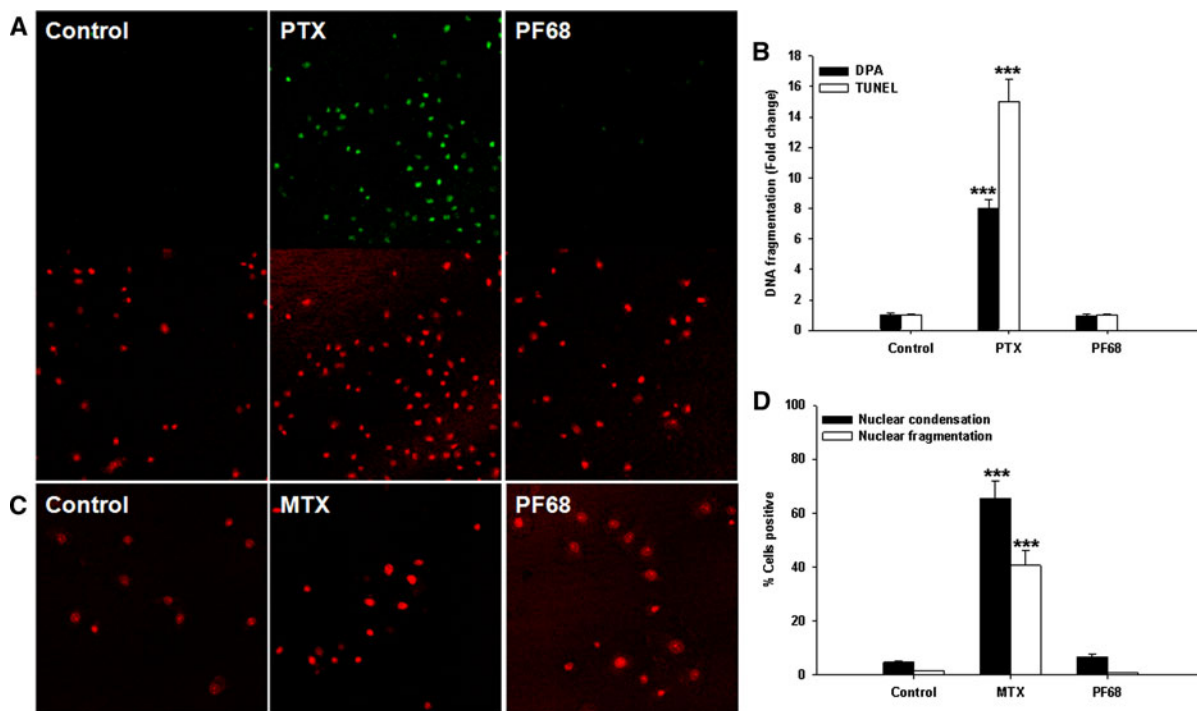 A
Control
PTX
PF68
B
DNA fragmentation (Fold change)
18
16
14
12
10
8
6
4
2
0
DPA
TUNEL
***
***
Control
PTX
PF68
C
Control
MTX
PF68
D
% Cells positive
100
80
60
40
20
0
Nuclear condensation
Nuclear fragmentation
***
***
Control
MTX
PF68